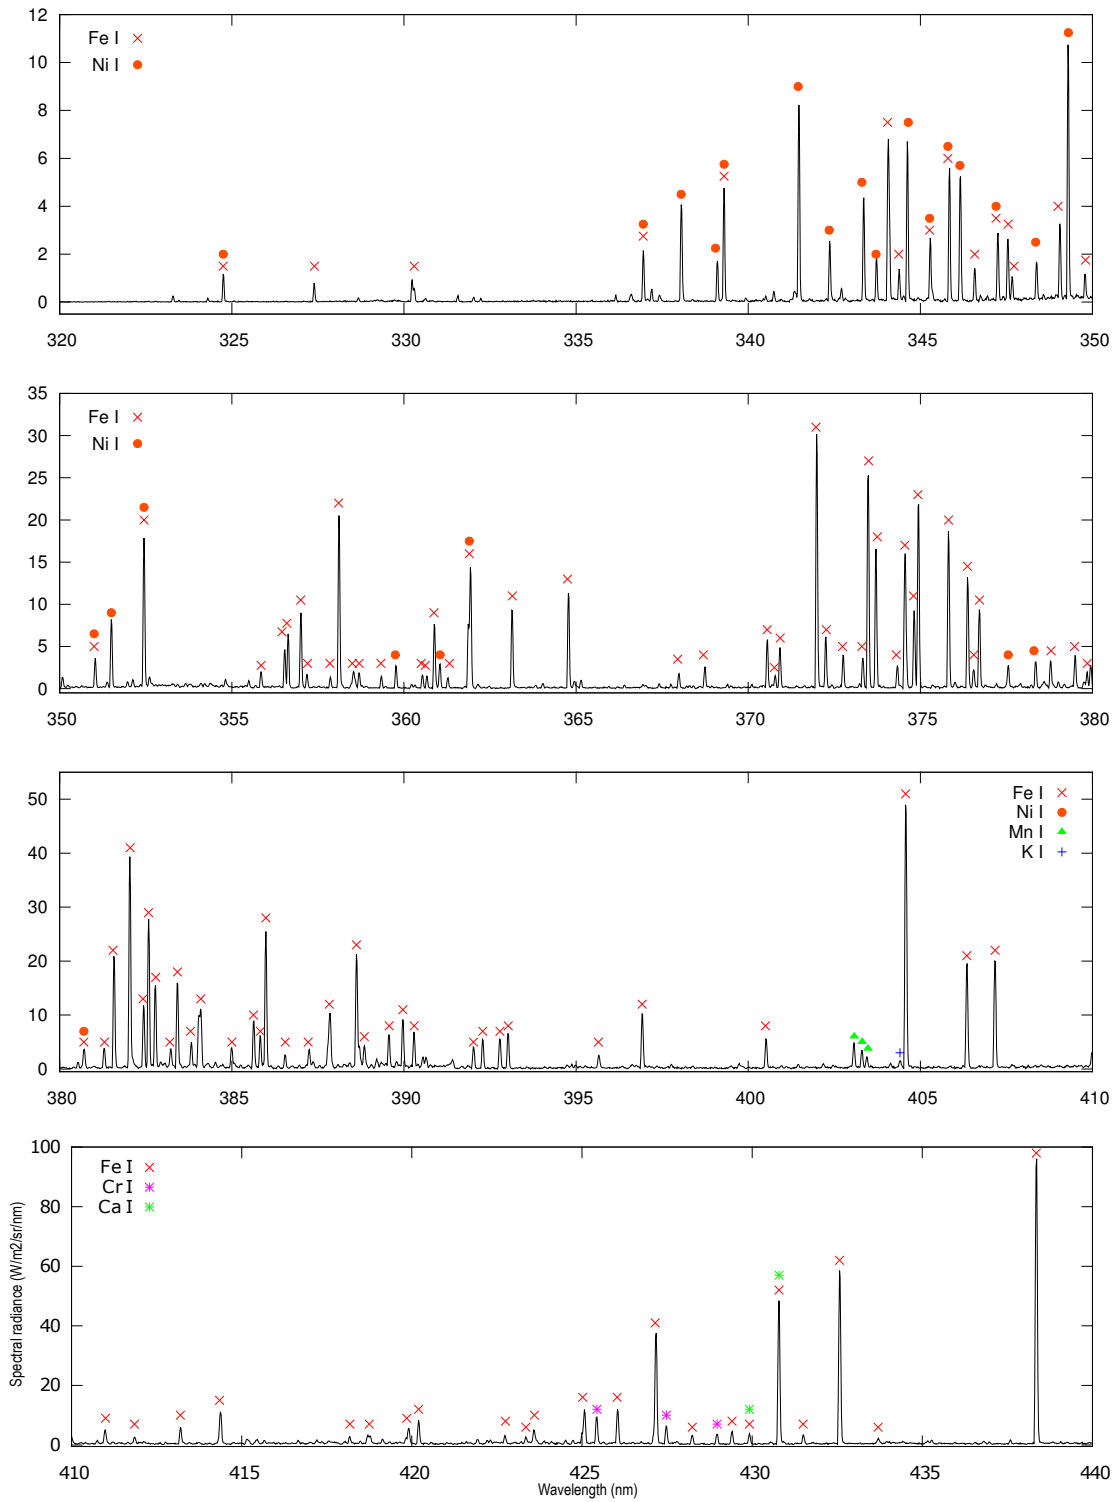 12
10
8
6
4
2
0
Fe I
Ni I
320 325 330 335 340 345 350
35
30
25
20
15
10
5
0
Fe I
Ni I
350 355 360 365 370 375 380
50
40
30
20
10
0
Fe I
Ni I
Mn I
K I
380 385 390 395 400 405 410
100
80
60
40
20
0
Spectral radiance (W/m2/sr/nm)
Fe I
Cr I
Ca I
410 415 420 425 430 435 440
Wavelength (nm)